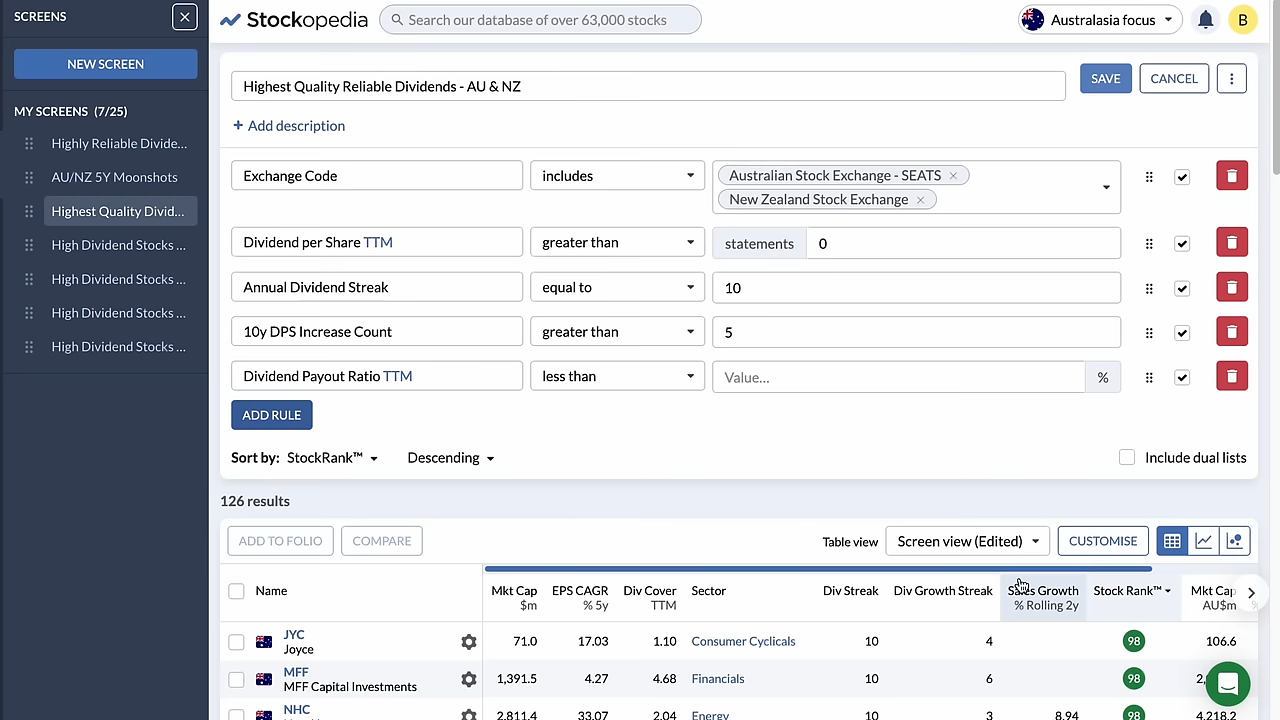 SCREENS
NEW SCREEN
MY SCREENS (7/25)
Highly Reliable Divide...
AU/NZ 5Y Moonshots
Highest Quality Divid...
High Dividend Stocks ...
High Dividend Stocks ...
High Dividend Stocks ...
High Dividend Stocks ...
Stockopedia
Search our database of over 63,000 stocks
Australasia focus
B
Highest Quality Reliable Dividends - AU & NZ
SAVE
CANCEL
+ Add description
Exchange Code includes Australian Stock Exchange - SEATS ×
New Zealand Stock Exchange ×
Dividend per Share TTM greater than statements 0
Annual Dividend Streak equal to 10
10y DPS Increase Count greater than 5
Dividend Payout Ratio TTM less than Value... %
ADD RULE
Sort by: StockRank™ Descending Include dual lists
126 results
ADD TO FOLIO COMPARE Table view Screen view (Edited) CUSTOMISE
Name Mkt Cap EPS CAGR Div Cover Sector Div Streak Div Growth Streak Sales Growth Stock Rank™ Mkt Cap
$m % 5y TTM % Rolling 2y AU$m
JYC 71.0 17.03 1.10 Consumer Cyclicals 10 4 98 106.6
Joyce
MFF 1,391.5 4.27 4.68 Financials 10 6 98
MFF Capital Investments
NHC 2,811.4 33.07 2.04 Energy 10 3 8.94 98 4,218.2